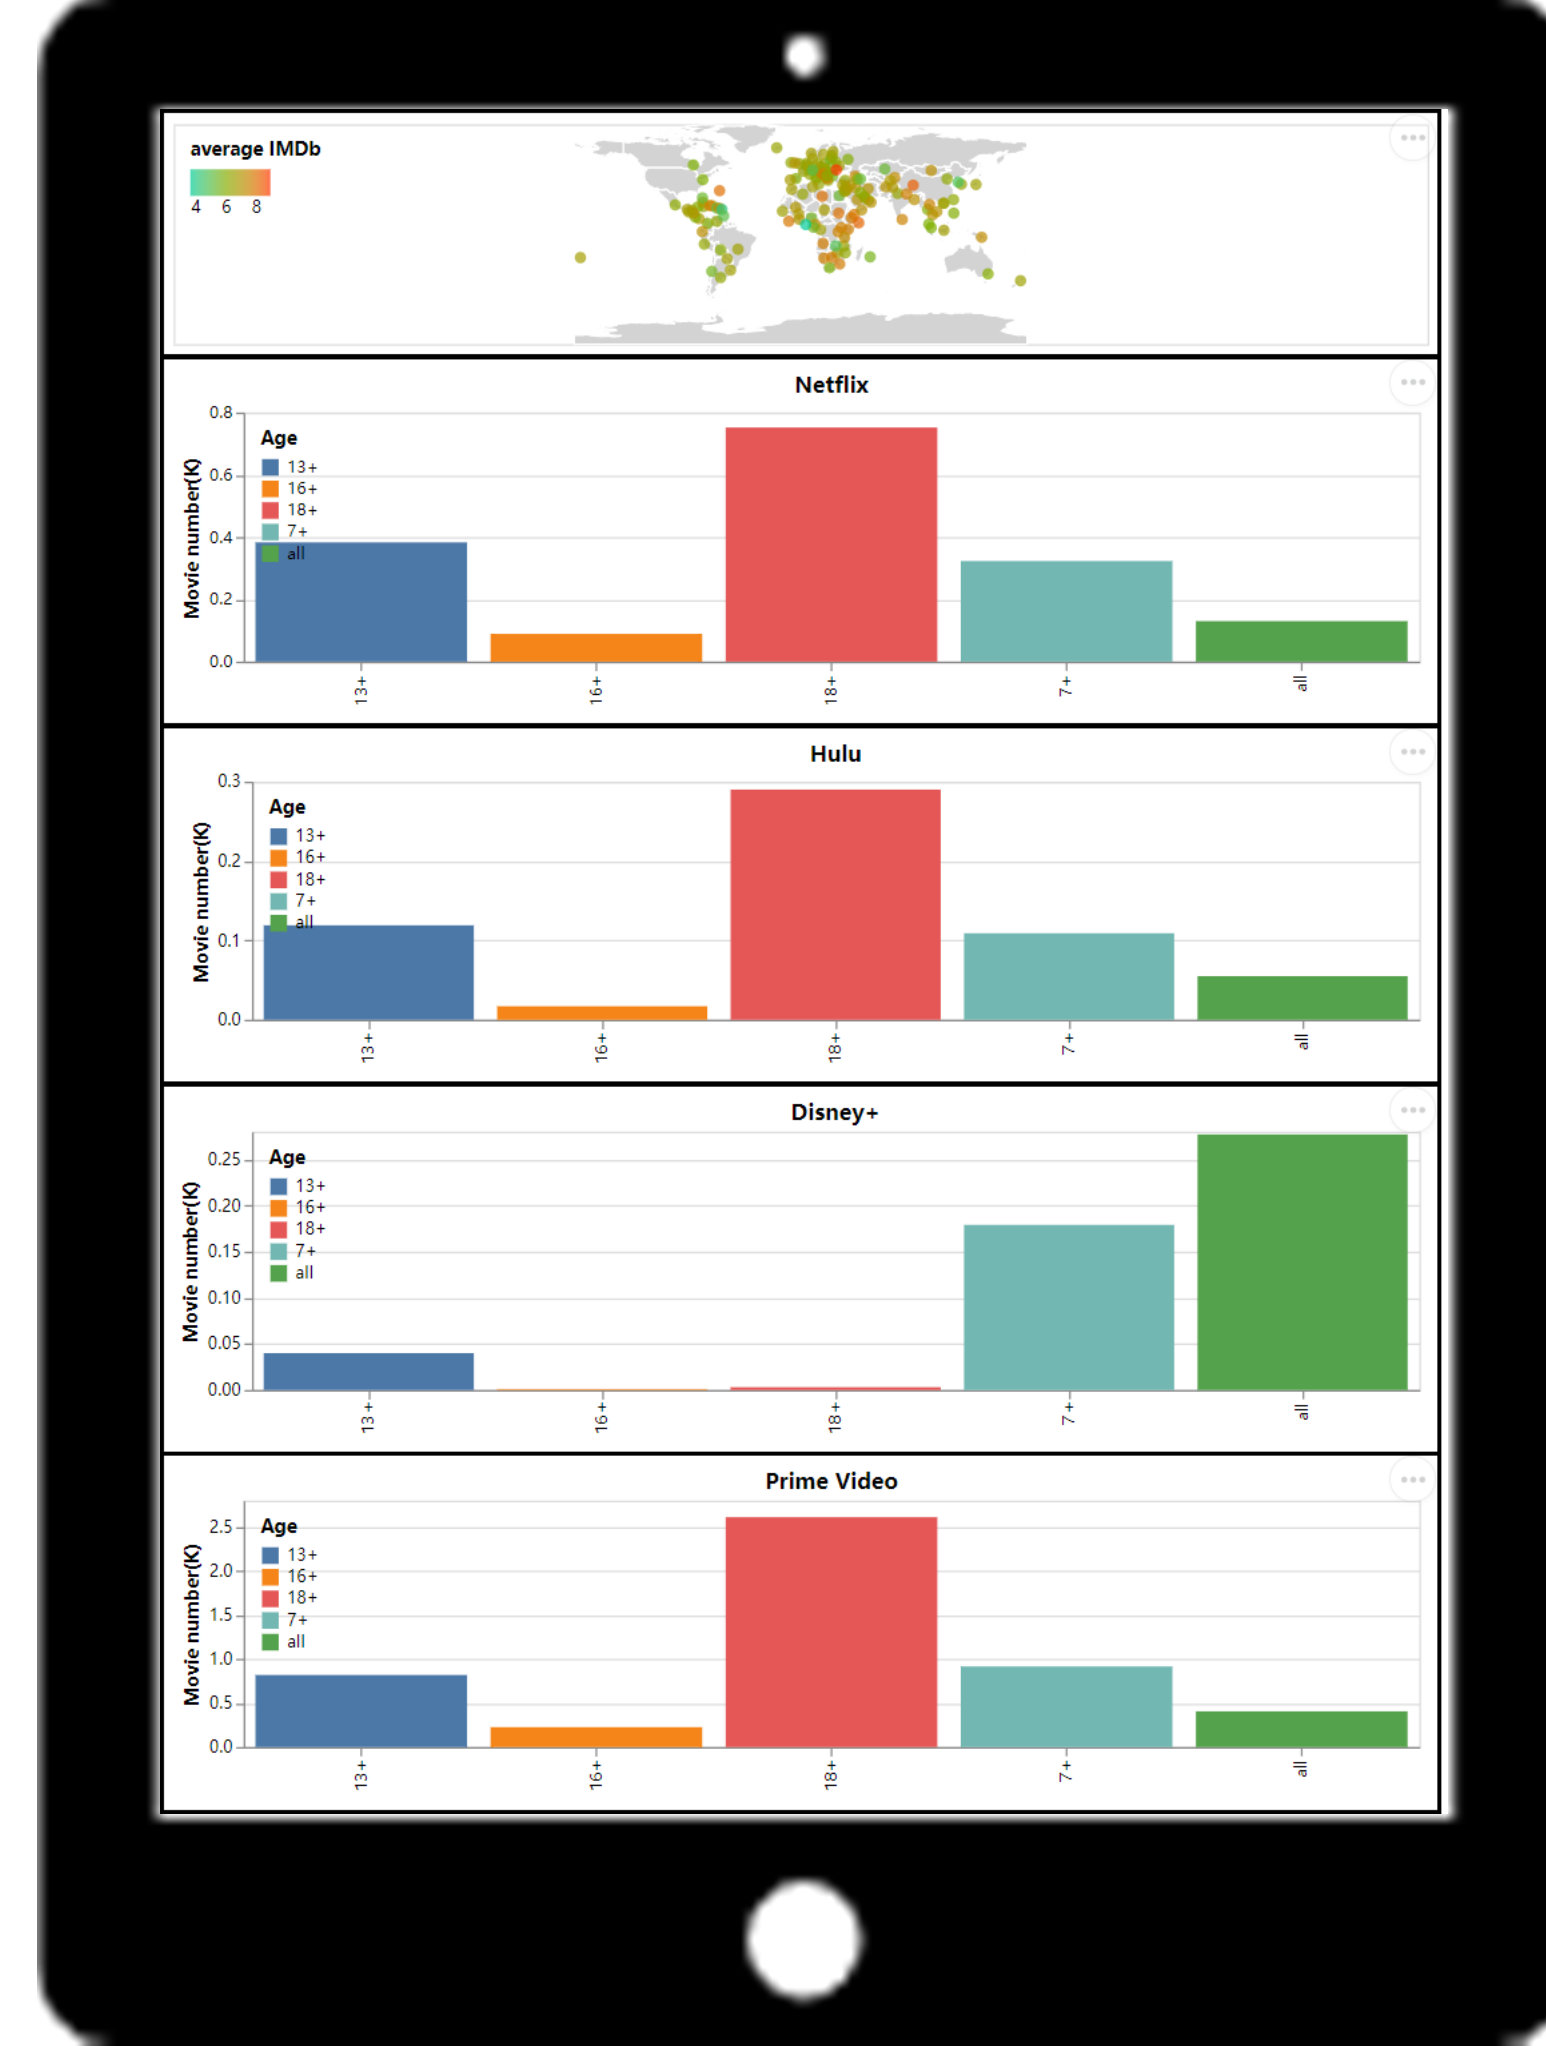 average IMDb
4 6 8
Netflix
Movie number(K)
0.8
0.6
0.4
0.2
0.0
Age
13+
16+
18+
7+
all
13+ 16+ 18+ 7+ all
Hulu
Movie number(K)
0.3
0.2
0.1
0.0
Age
13+
16+
18+
7+
all
13+ 16+ 18+ 7+ all
Disney+
Movie number(K)
0.25
0.20
0.15
0.10
0.05
0.00
Age
13+
16+
18+
7+
all
13+ 16+ 18+ 7+ all
Prime Video
Movie number(K)
2.5
2.0
1.5
1.0
0.5
0.0
Age
13+
16+
18+
7+
all
13+ 16+ 18+ 7+ all